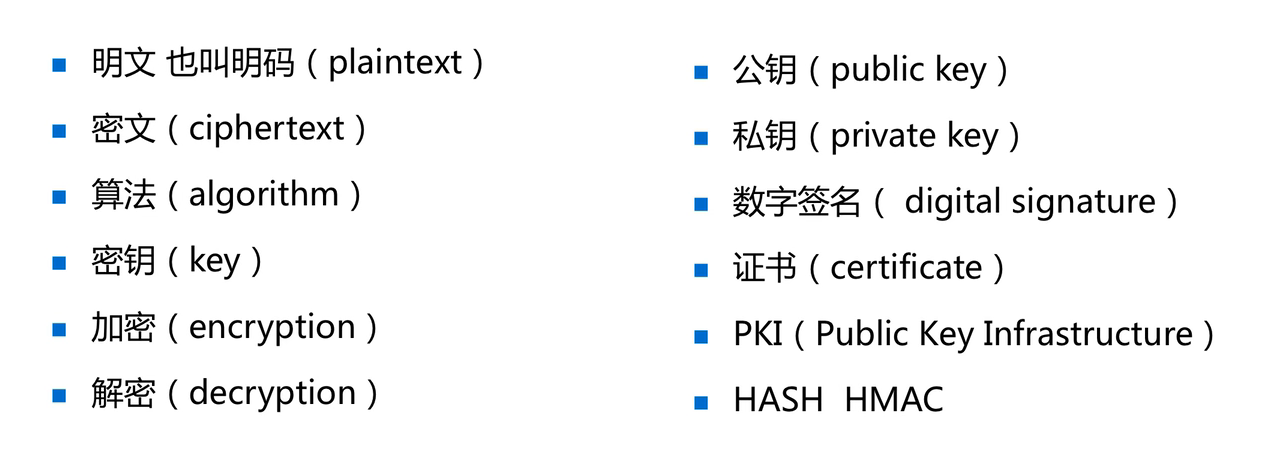 明文 也叫明码（plaintext）
密文（ciphertext）
算法（algorithm）
密钥（key）
加密（encryption）
解密（decryption）
公钥（public key）
私钥（private key）
数字签名（ digital signature）
证书（certificate）
PKI（Public Key Infrastructure）
HASH  HMAC